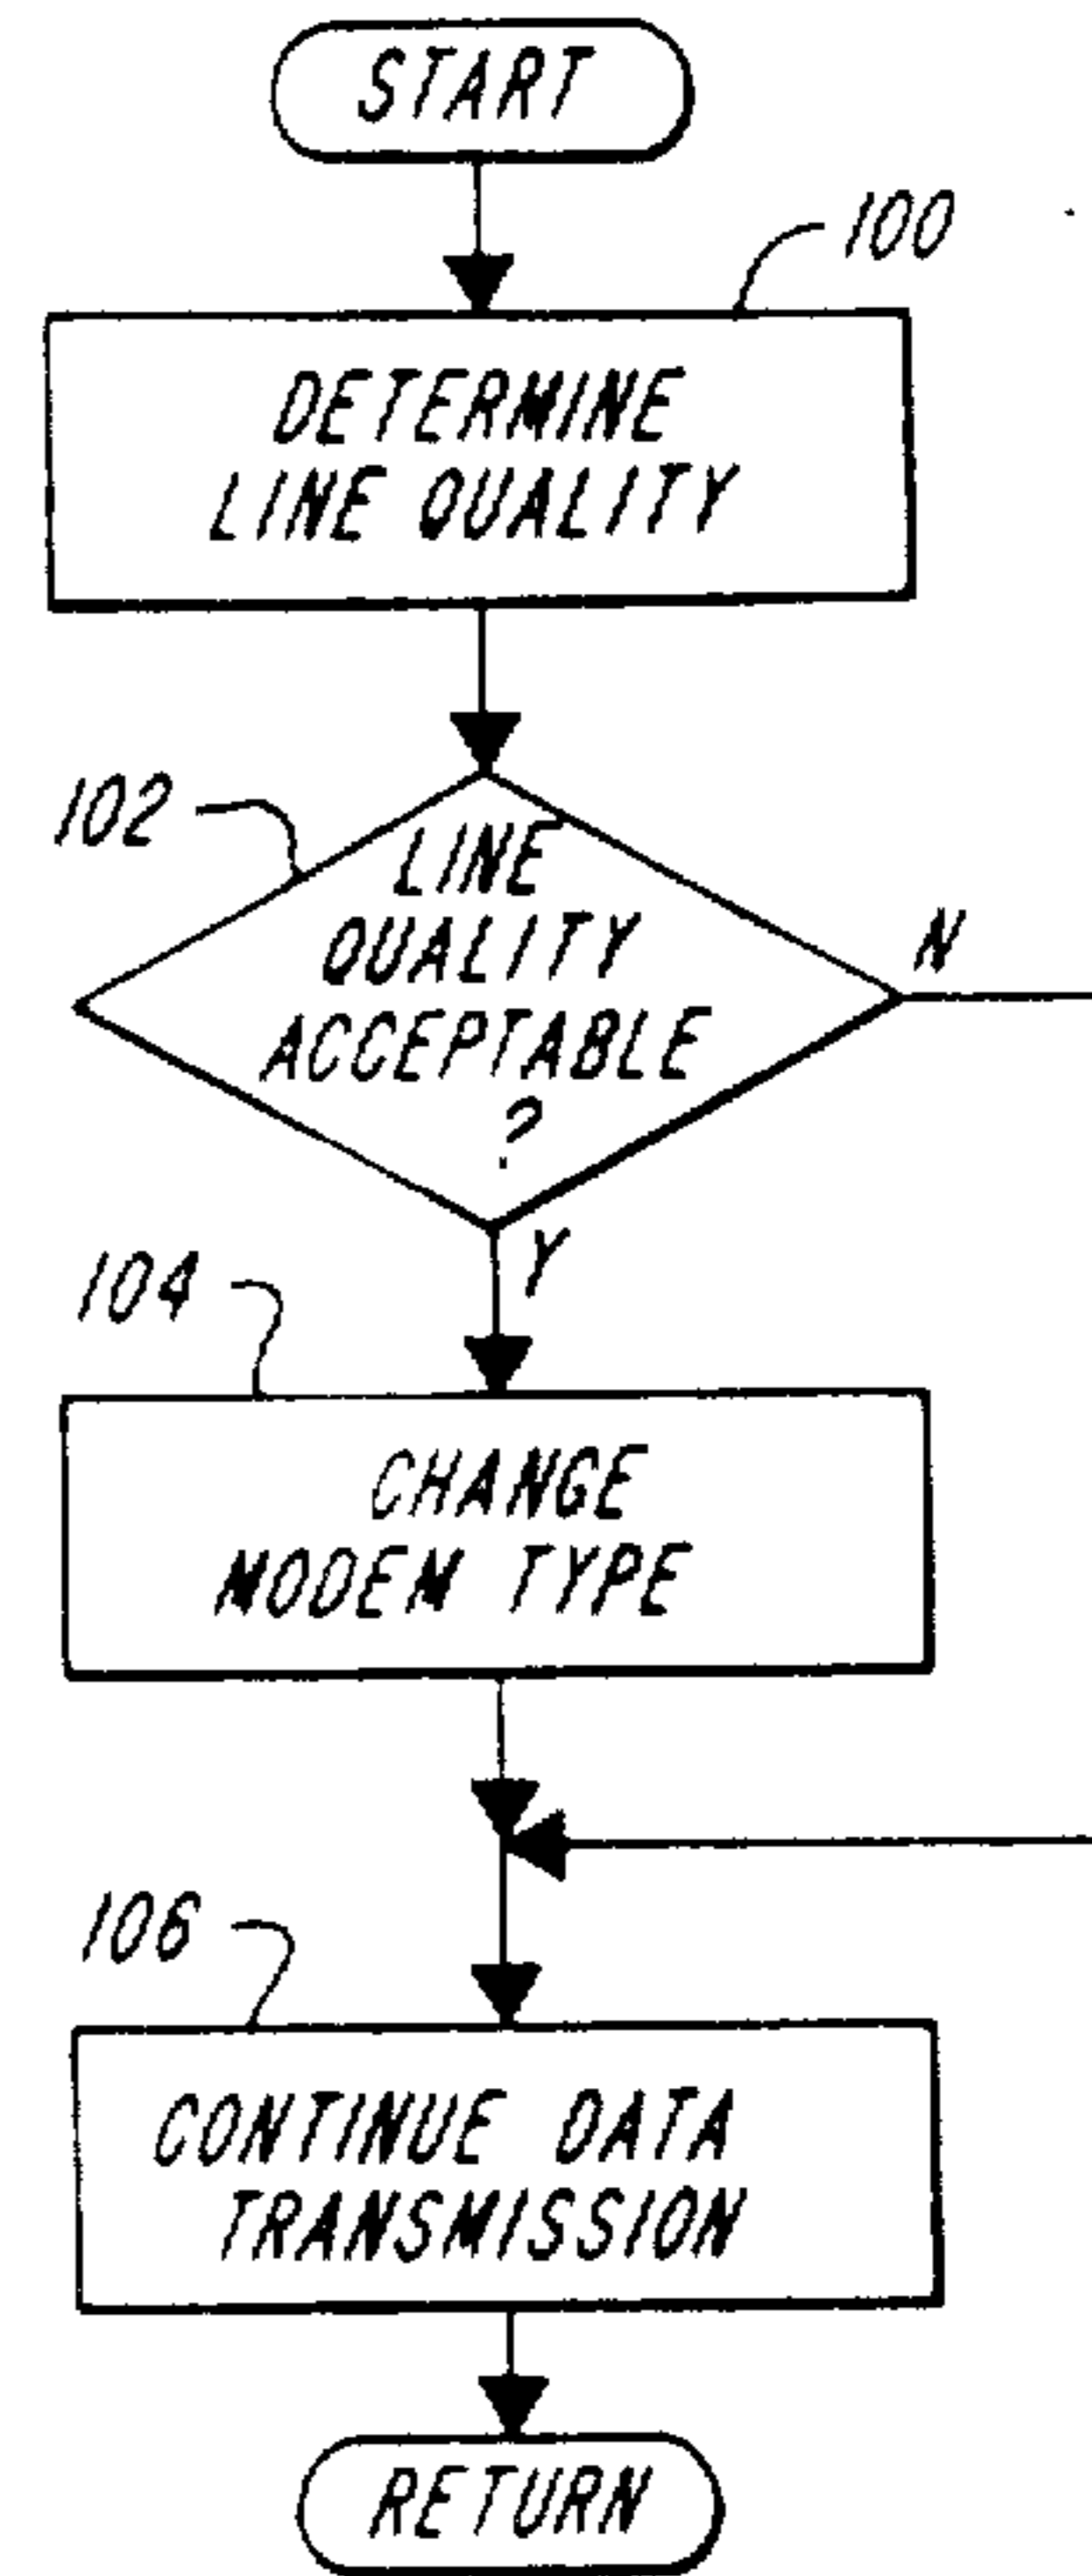 START
100
DETERMINE
LINE QUALITY
102
LINE
QUALITY
ACCEPTABLE
?
N
Y
104
CHANGE
MODEM TYPE
106
CONTINUE DATA
TRANSMISSION
RETURN